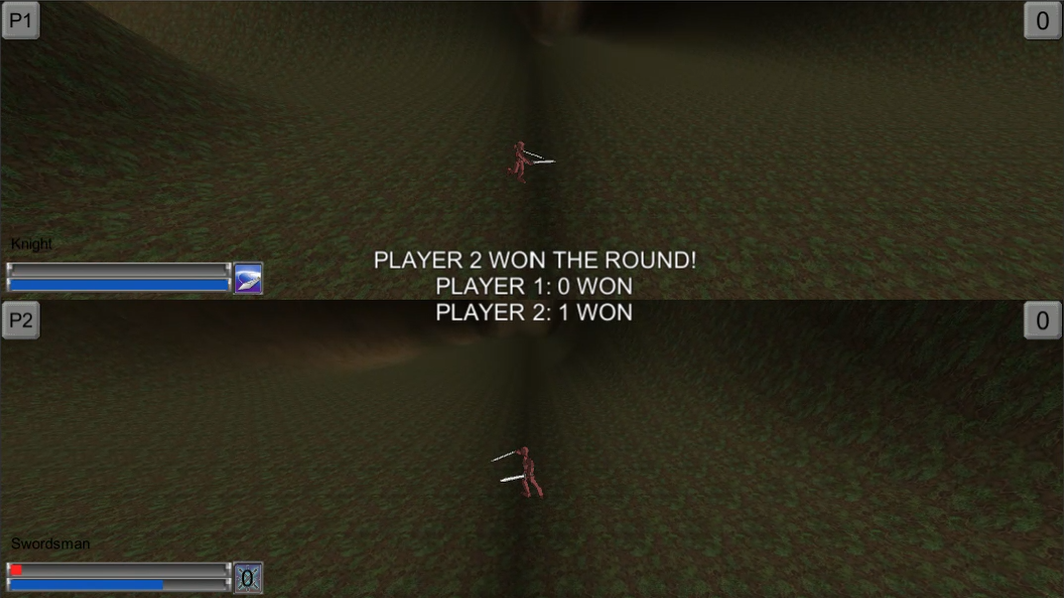 P1
0
Knight
PLAYER 2 WON THE ROUND!
PLAYER 1: 0 WON
PLAYER 2: 1 WON
P2
0
Swordsman
0